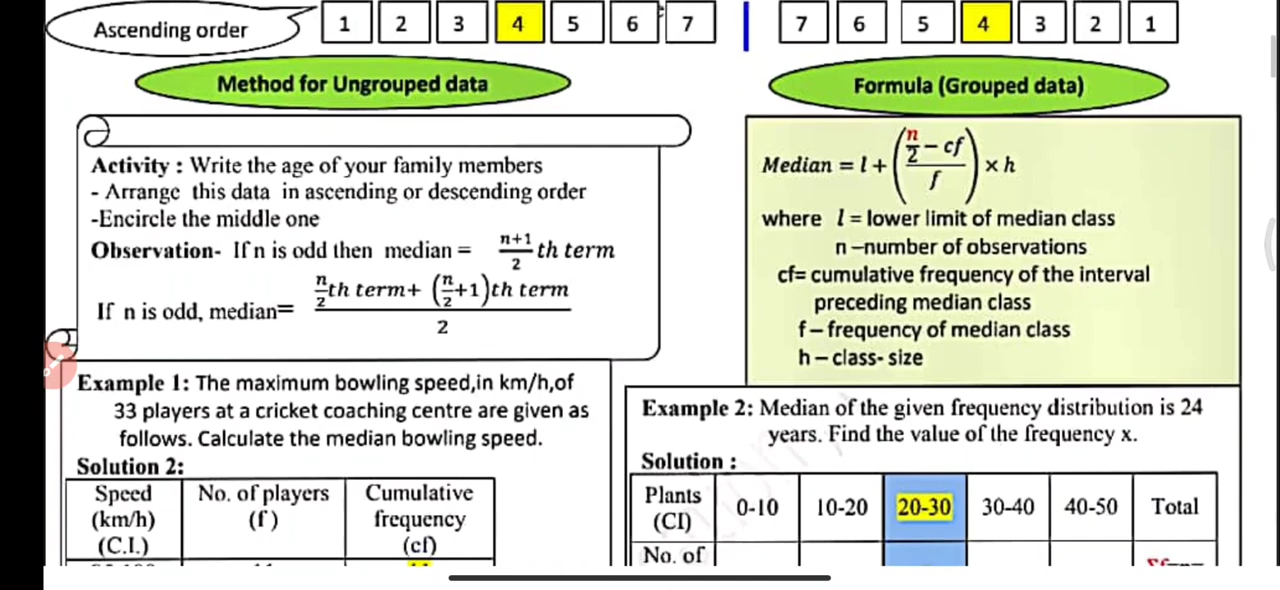 Ascending order
1 2 3 4 5 6 7
7 6 5 4 3 2 1
Method for Ungrouped data
Activity : Write the age of your family members
- Arrange this data in ascending or descending order
-Encircle the middle one
Observation- If n is odd then median = n+1/2 th term
If n is odd, median= (n/2 th term+ (n/2+1)th term)/2
Formula (Grouped data)
Median = l + ((n/2 − cf)/f) × h
where l = lower limit of median class
n –number of observations
cf= cumulative frequency of the interval
preceding median class
f – frequency of median class
h – class- size
Example 1: The maximum bowling speed,in km/h,of
33 players at a cricket coaching centre are given as
follows. Calculate the median bowling speed.
Solution 2:
Speed (km/h) (C.I.)
No. of players (f)
Cumulative frequency (cf)
Example 2: Median of the given frequency distribution is 24
years. Find the value of the frequency x.
Solution :
Plants (CI) 0-10 10-20 20-30 30-40 40-50 Total
No. of